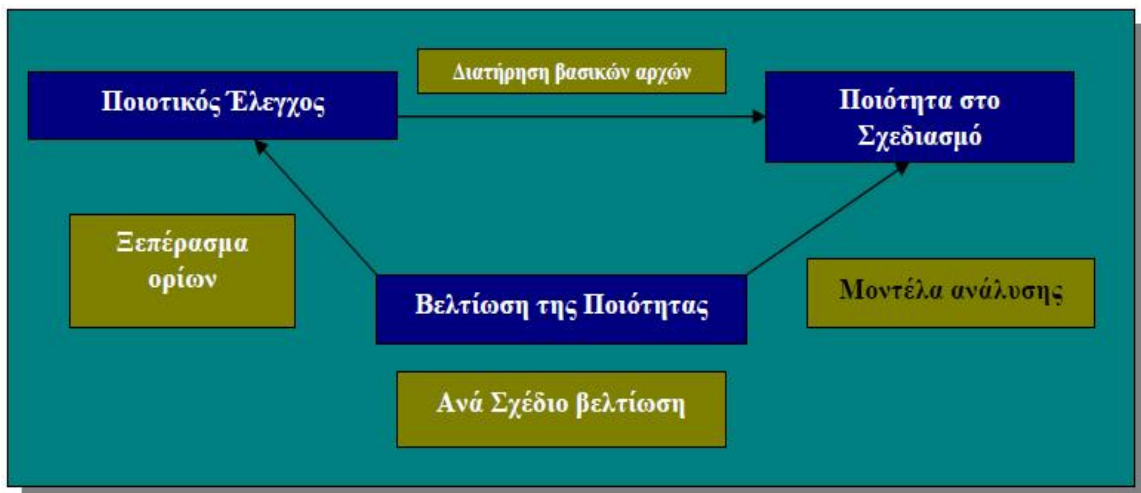 Διατήρηση βασικών αρχών
Ποιοτικός Έλεγχος
Ποιότητα στο
Σχεδιασμό
Ξεπέρασμα
ορίων
Βελτίωση της Ποιότητας
Μοντέλα ανάλυσης
Ανά Σχέδιο βελτίωση